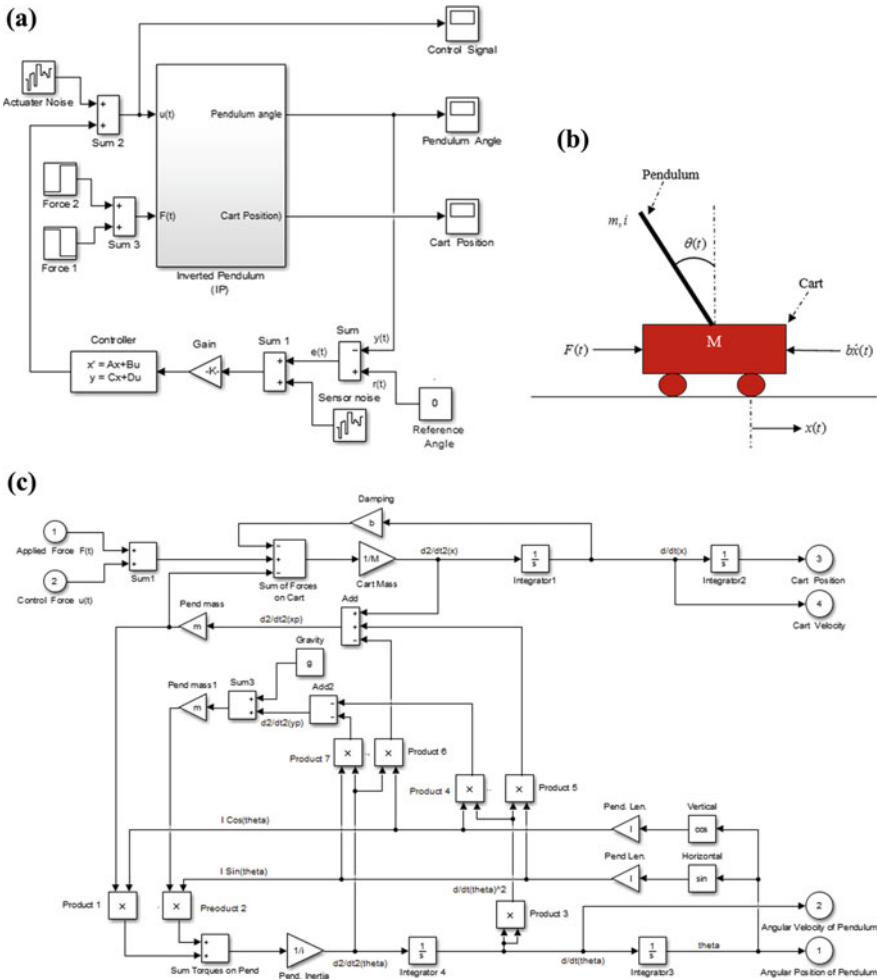 (a)
Control Signal
Actuater Noise
+
+
Sum 2
u(t)
Pendulum angle
Pendulum Angle
Force 2
+
+
Sum 3
Force 1
F(t)
Cart Position)
Cart Position
Inverted Pendulum
(IP)
Controller
x' = Ax+Bu
y = Cx+Du
Gain
-K-
Sum 1
+
+
e(t)
Sum
−
+
y(t)
r(t)
Sensor noise
0
Reference
Angle
(b)
Pendulum
m, i
θ(t)
Cart
F(t)
M
bẋ(t)
x(t)
(c)
Damping
b
1
Applied Force F(t)
2
Control Force u(t)
+
+
Sum1
−
+
−
Sum of Forces
on Cart
1/M
Cart Mass
d2/dt2(x)
1
s
Integrator1
d/dt(x)
1
s
Integrator2
3
Cart Position
4
Cart Velocity
Pend mass
m
d2/dt2(xp)
Add
+
+
−
Gravity
g
Pend mass1
m
Sum3
+
+
d2/dt2(yp)
Add2
−
−
Product 7
×
×
Product 6
Product 4
×
×
Product 5
l Cos(theta)
Pend. Len.
l
Vertical
cos
l Sin(theta)
Pend Len.
l
Horizontal
sin
d/dt(theta)^2
Product 1
×
×
Preoduct 2
×
Product 3
+
+
Sum Torques on Pend
1/i
Pend. Inertia
d2/dt2(theta)
1
s
Integrator 4
d/dt(theta)
1
s
Integrator3
theta
2
Angular Velocity of Pendulum
1
Angular Position of Pendulum